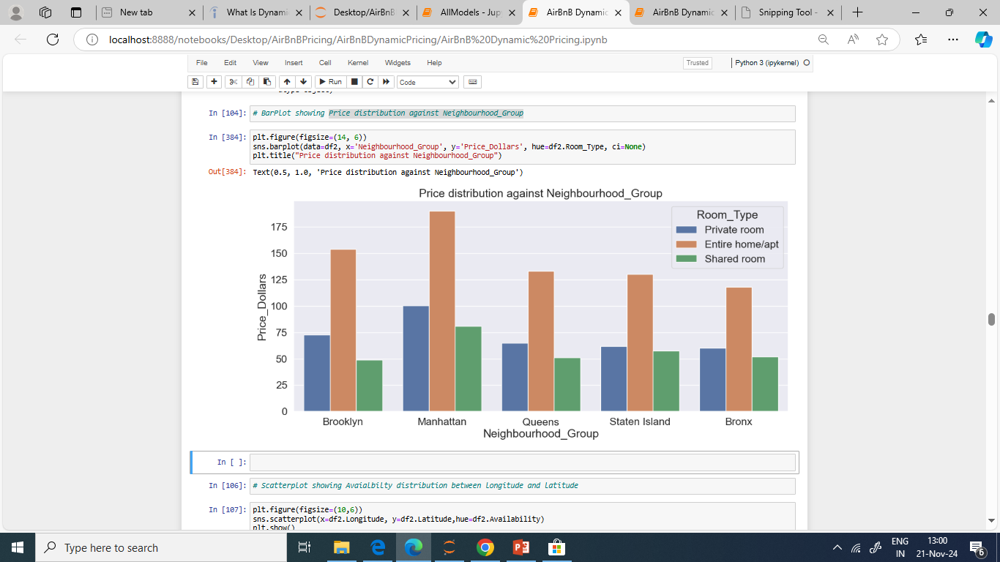 New tab
What Is Dynami
Desktop/AirBnB
AllModels - Jup
AirBnB Dynamic
AirBnB Dynamic
Snipping Tool -
localhost:8888/notebooks/Desktop/AirBnBPricing/AirBnBDynamicPricing/AirBnB%20Dynamic%20Pricing.ipynb
File Edit View Insert Cell Kernel Widgets Help
Trusted
Python 3 (ipykernel)
Run
Code
In [104]: # BarPlot showing Price distribution against Neighbourhood_Group
In [384]: plt.figure(figsize=(14, 6))
sns.barplot(data=df2, x='Neighbourhood_Group', y='Price_Dollars', hue=df2.Room_Type, ci=None)
plt.title("Price distribution against Neighbourhood_Group")
Out[384]: Text(0.5, 1.0, 'Price distribution against Neighbourhood_Group')
Price distribution against Neighbourhood_Group
Room_Type
Private room
Entire home/apt
Shared room
175
150
125
100
75
50
25
0
Price_Dollars
Brooklyn Manhattan Queens Staten Island Bronx
Neighbourhood_Group
In [ ]:
In [106]: # Scatterplot showing Avaialbilty distribution between Longitude and Latitude
In [107]: plt.figure(figsize=(10,6))
sns.scatterplot(x=df2.Longitude, y=df2.Latitude,hue=df2.Availability)
plt.show()
Type here to search
ENG
IN
13:00
21-Nov-24
6